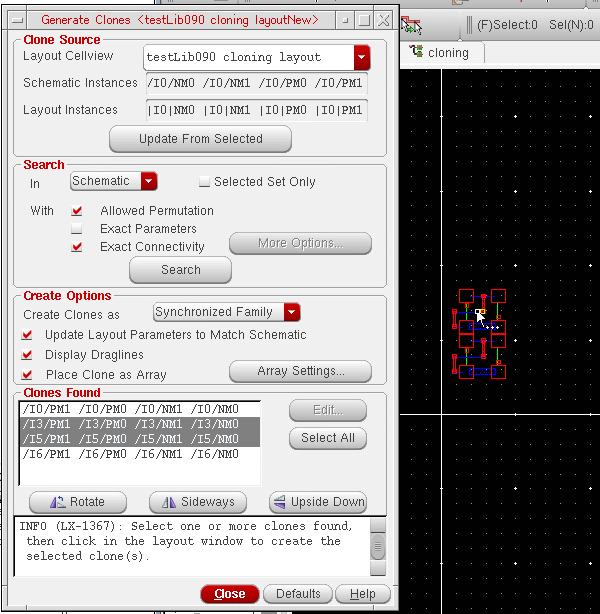 Generate Clones <testLib090 cloning layoutNew>
(F)Select:0 Sel(N):0
cloning
Clone Source
Layout Cellview testLib090 cloning layout
Schematic Instances /I0/NM0 /I0/NM1 /I0/PM0 /I0/PM1
Layout Instances |I0|NM0 |I0|NM1 |I0|PM0 |I0|PM1
Update From Selected
Search
In Schematic Selected Set Only
With Allowed Permutation
Exact Parameters
Exact Connectivity More Options...
Search
Create Options
Create Clones as Synchronized Family
Update Layout Parameters to Match Schematic
Display Draglines
Place Clone as Array Array Settings...
Clones Found
/I0/PM1 /I0/PM0 /I0/NM1 /I0/NM0 Edit...
/I3/PM1 /I3/PM0 /I3/NM1 /I3/NM0
/I5/PM1 /I5/PM0 /I5/NM1 /I5/NM0 Select All
/I6/PM1 /I6/PM0 /I6/NM1 /I6/NM0
Rotate Sideways Upside Down
INFO (LX-1367): Select one or more clones found,
then click in the layout window to create the
selected clone(s).
Close Defaults Help